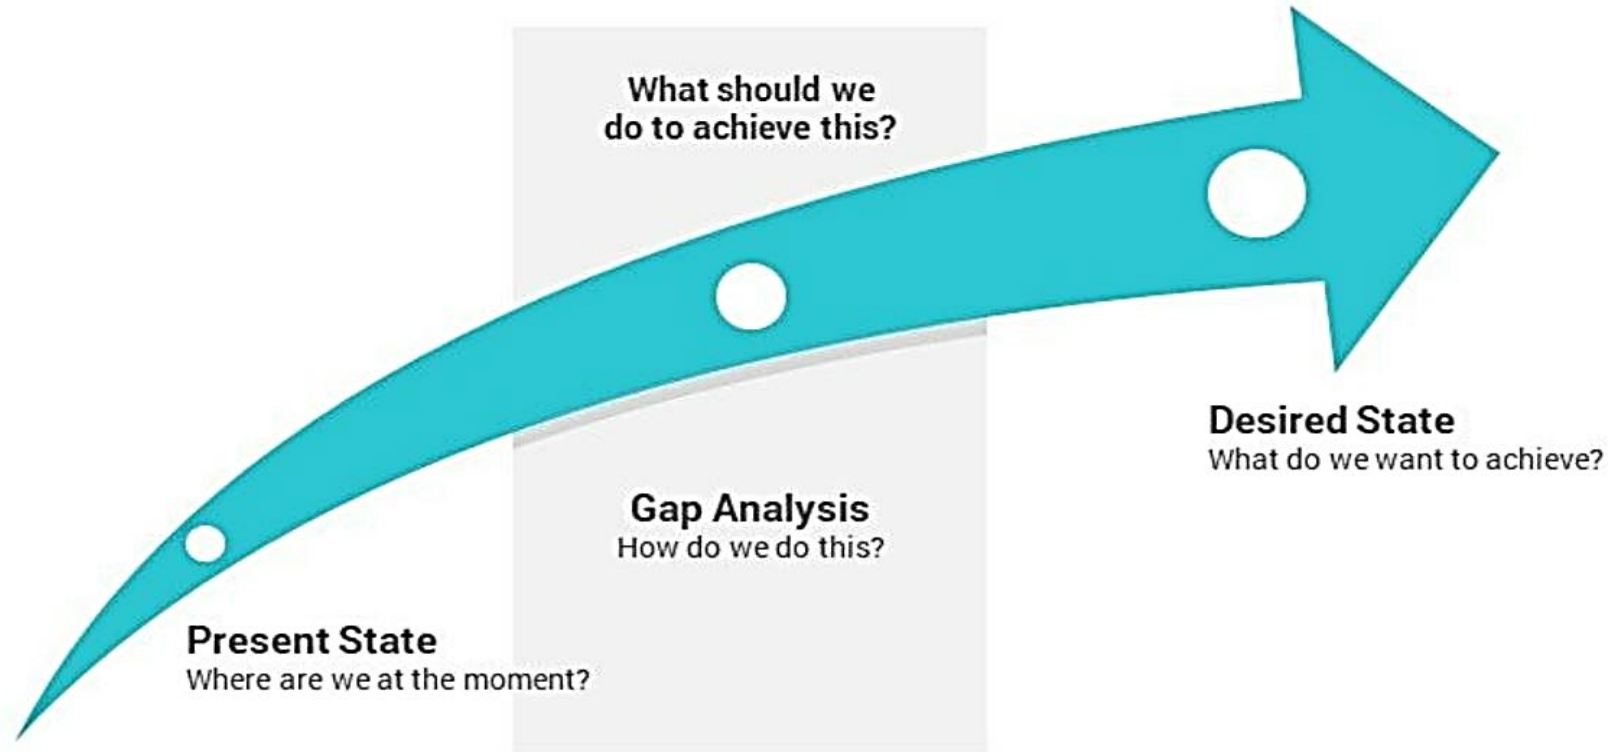 What should we
do to achieve this?
Desired State
What do we want to achieve?
Gap Analysis
How do we do this?
Present State
Where are we at the moment?